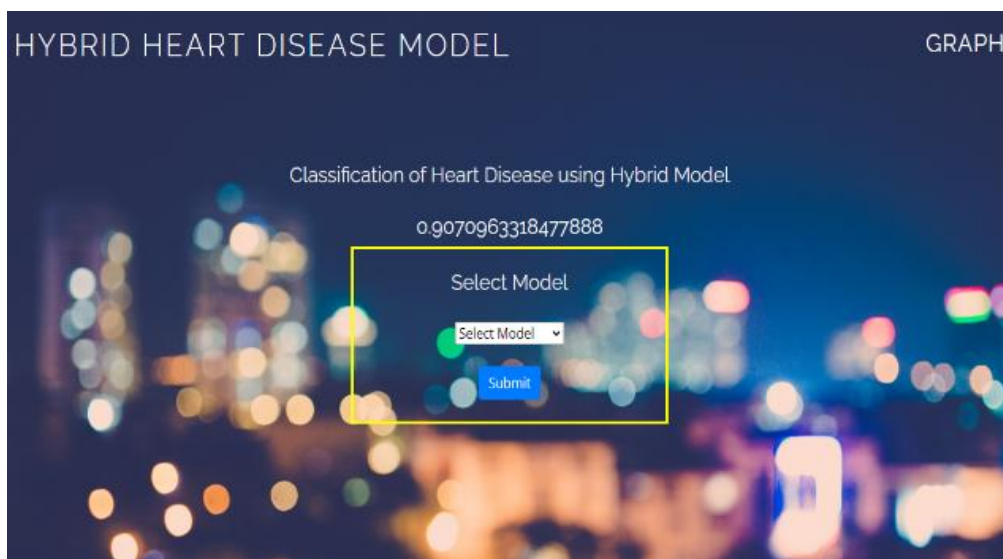 HYBRID HEART DISEASE MODEL
GRAPH
Classification of Heart Disease using Hybrid Model
0.9070963318477888
Select Model
Select Model
Submit